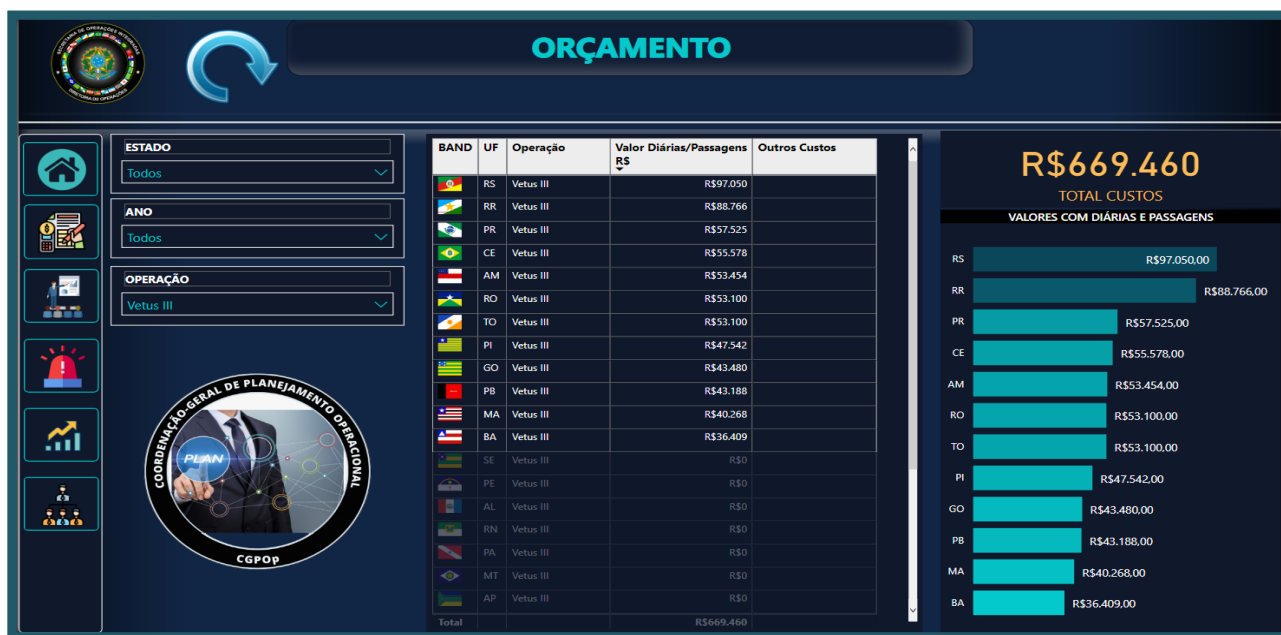 SECRETARIA DE OPERAÇÕES INTEGRADAS
DIRETORIA DE OPERAÇÕES
ORÇAMENTO
ESTADO
Todos
ANO
Todos
OPERAÇÃO
Vetus III
COORDENAÇÃO-GERAL DE PLANEJAMENTO OPERACIONAL
PLAN
CGPOP
BAND UF Operação Valor Diárias/Passagens R$ Outros Custos
RS Vetus III R$97.050
RR Vetus III R$88.766
PR Vetus III R$57.525
CE Vetus III R$55.578
AM Vetus III R$53.454
RO Vetus III R$53.100
TO Vetus III R$53.100
PI Vetus III R$47.542
GO Vetus III R$43.480
PB Vetus III R$43.188
MA Vetus III R$40.268
BA Vetus III R$36.409
SE Vetus III R$0
PE Vetus III R$0
AL Vetus III R$0
RN Vetus III R$0
PA Vetus III R$0
MT Vetus III R$0
AP Vetus III R$0
Total R$669.460
R$669.460
TOTAL CUSTOS
VALORES COM DIÁRIAS E PASSAGENS
RS R$97.050,00
RR R$88.766,00
PR R$57.525,00
CE R$55.578,00
AM R$53.454,00
RO R$53.100,00
TO R$53.100,00
PI R$47.542,00
GO R$43.480,00
PB R$43.188,00
MA R$40.268,00
BA R$36.409,00